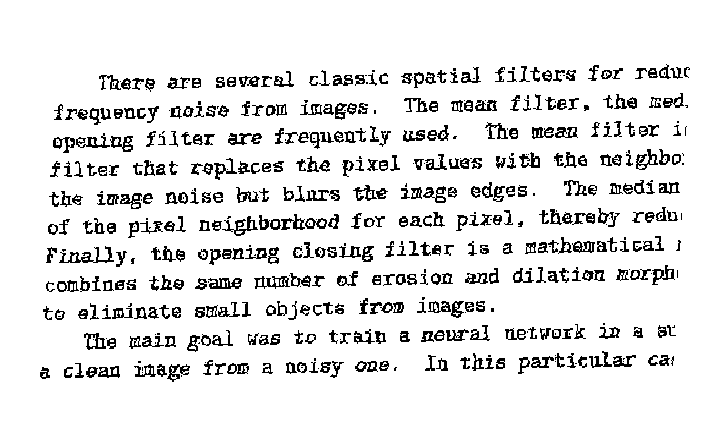 There are several classic spatial filters for reduc
frequency noise from images. The mean filter, the med
opening filter are frequently used. The mean filter i
filter that replaces the pixel values with the neighbo
the image noise but blurs the image edges. The median
of the pixel neighborhood for each pixel, thereby redu
Finally, the opening closing filter is a mathematical
combines the same number of erosion and dilation morph
to eliminate small objects from images.
The main goal was to train a neural network in a su
a clean image from a noisy one. In this particular ca